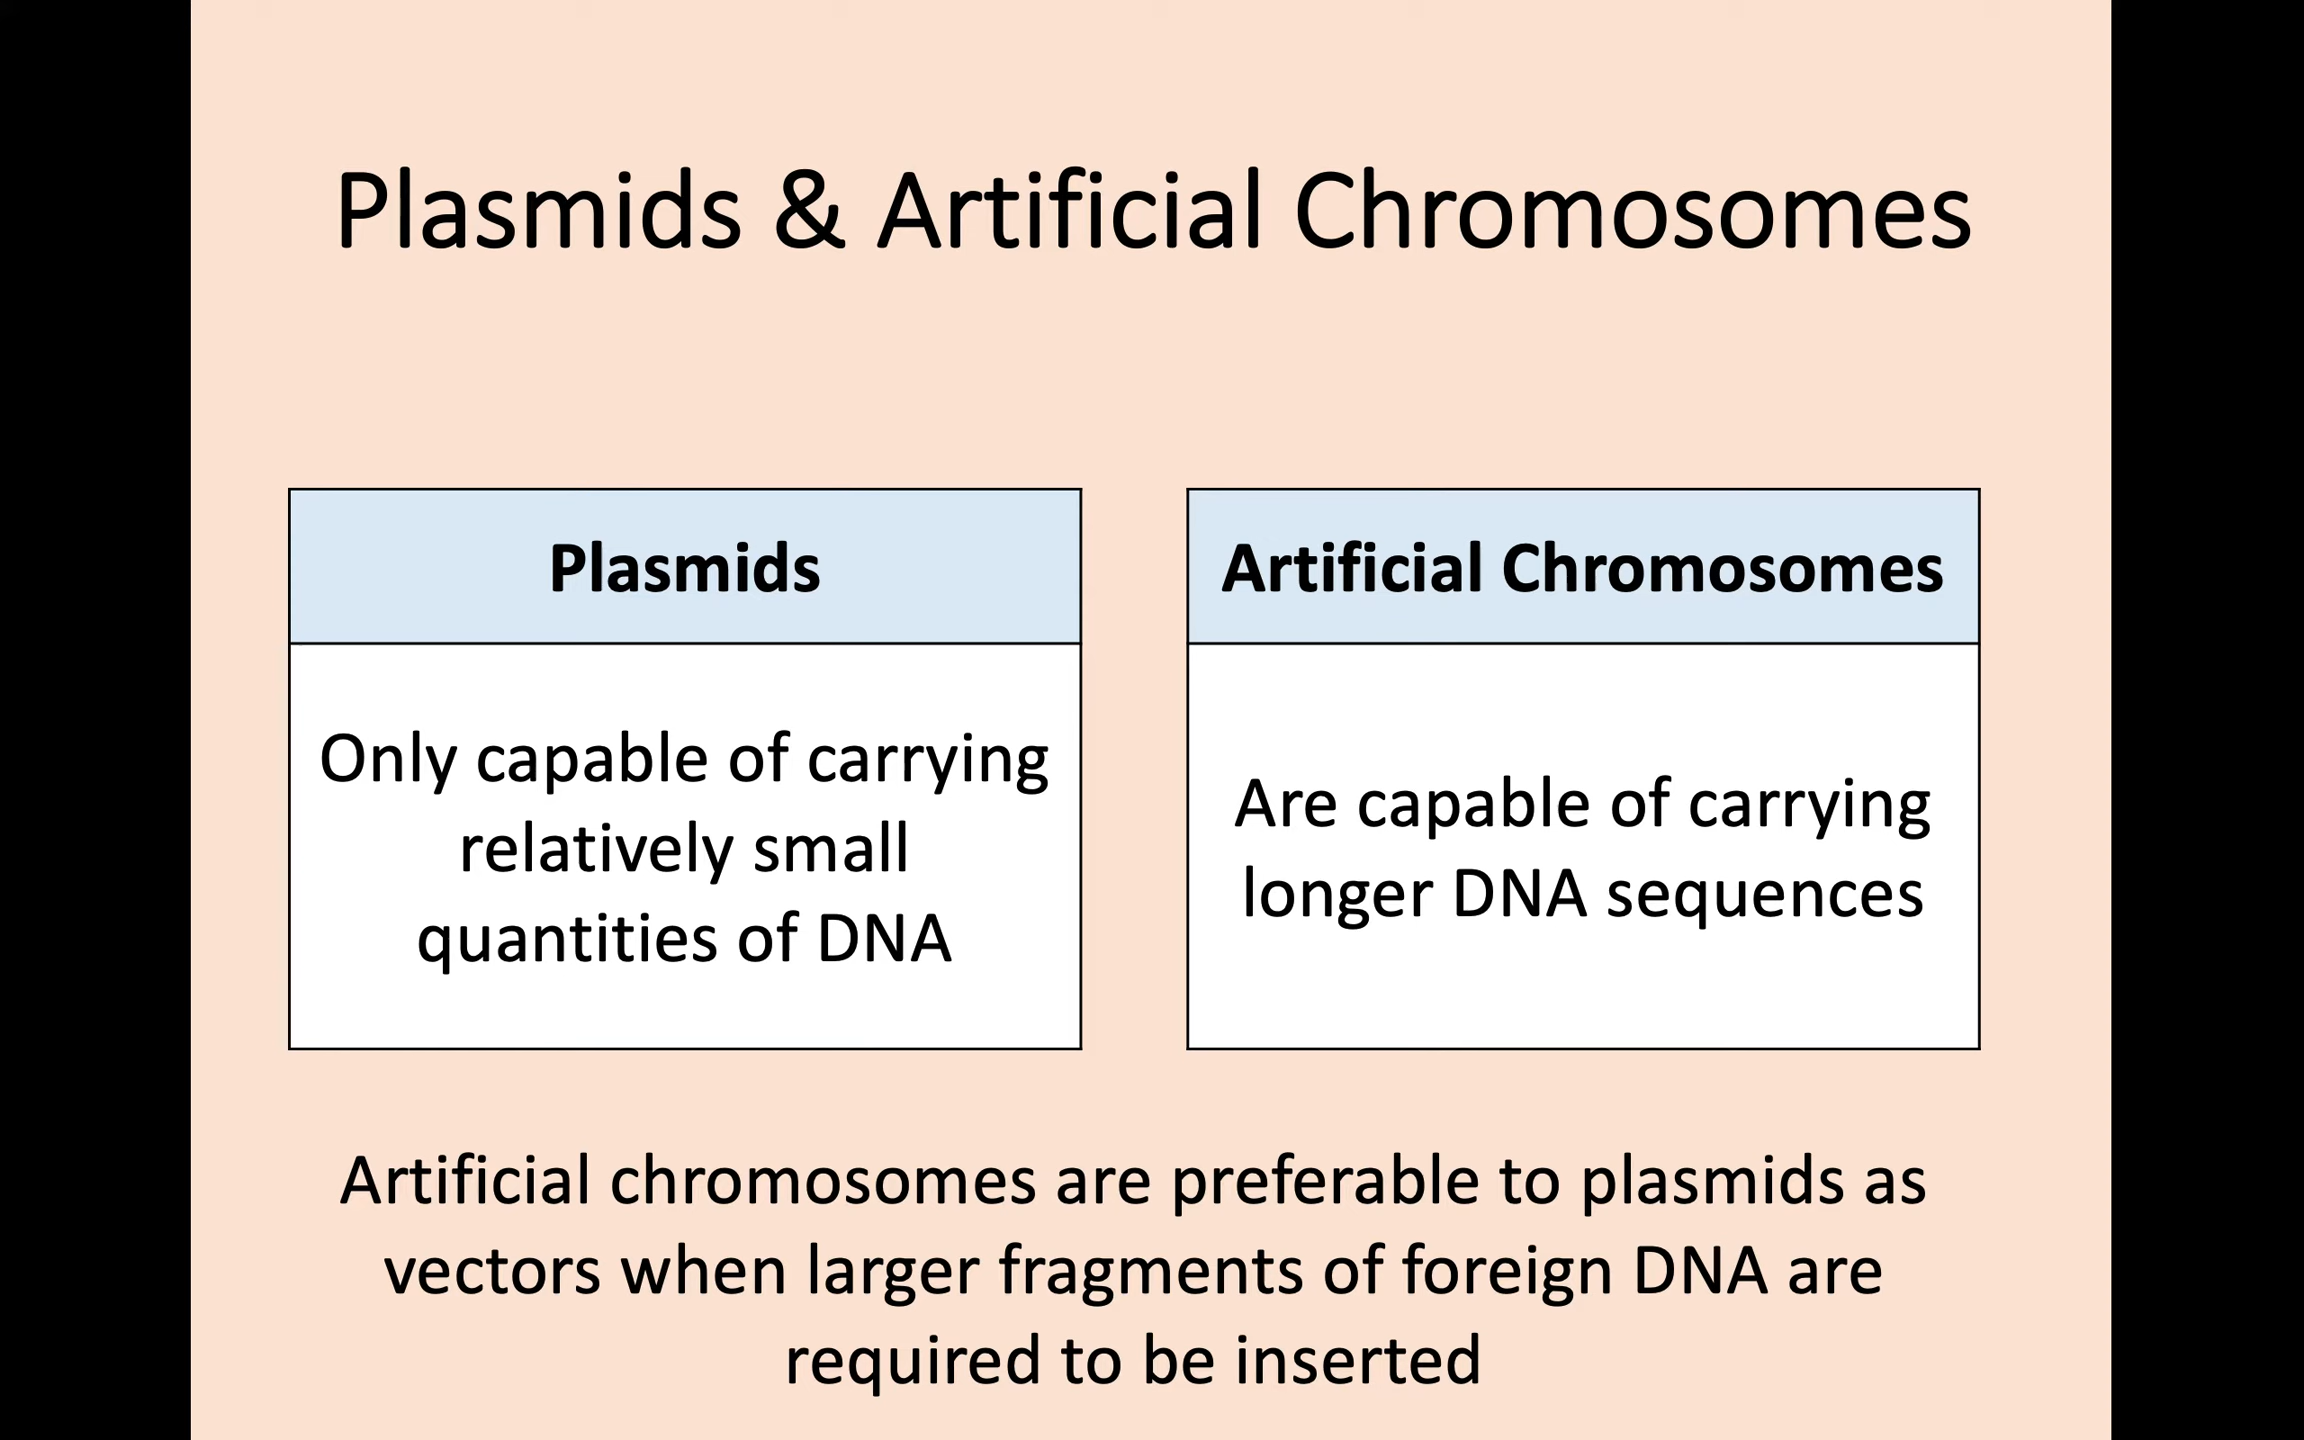 Plasmids & Artificial Chromosomes
Plasmids
Only capable of carrying
relatively small
quantities of DNA
Artificial Chromosomes
Are capable of carrying
longer DNA sequences
Artificial chromosomes are preferable to plasmids as
vectors when larger fragments of foreign DNA are
required to be inserted